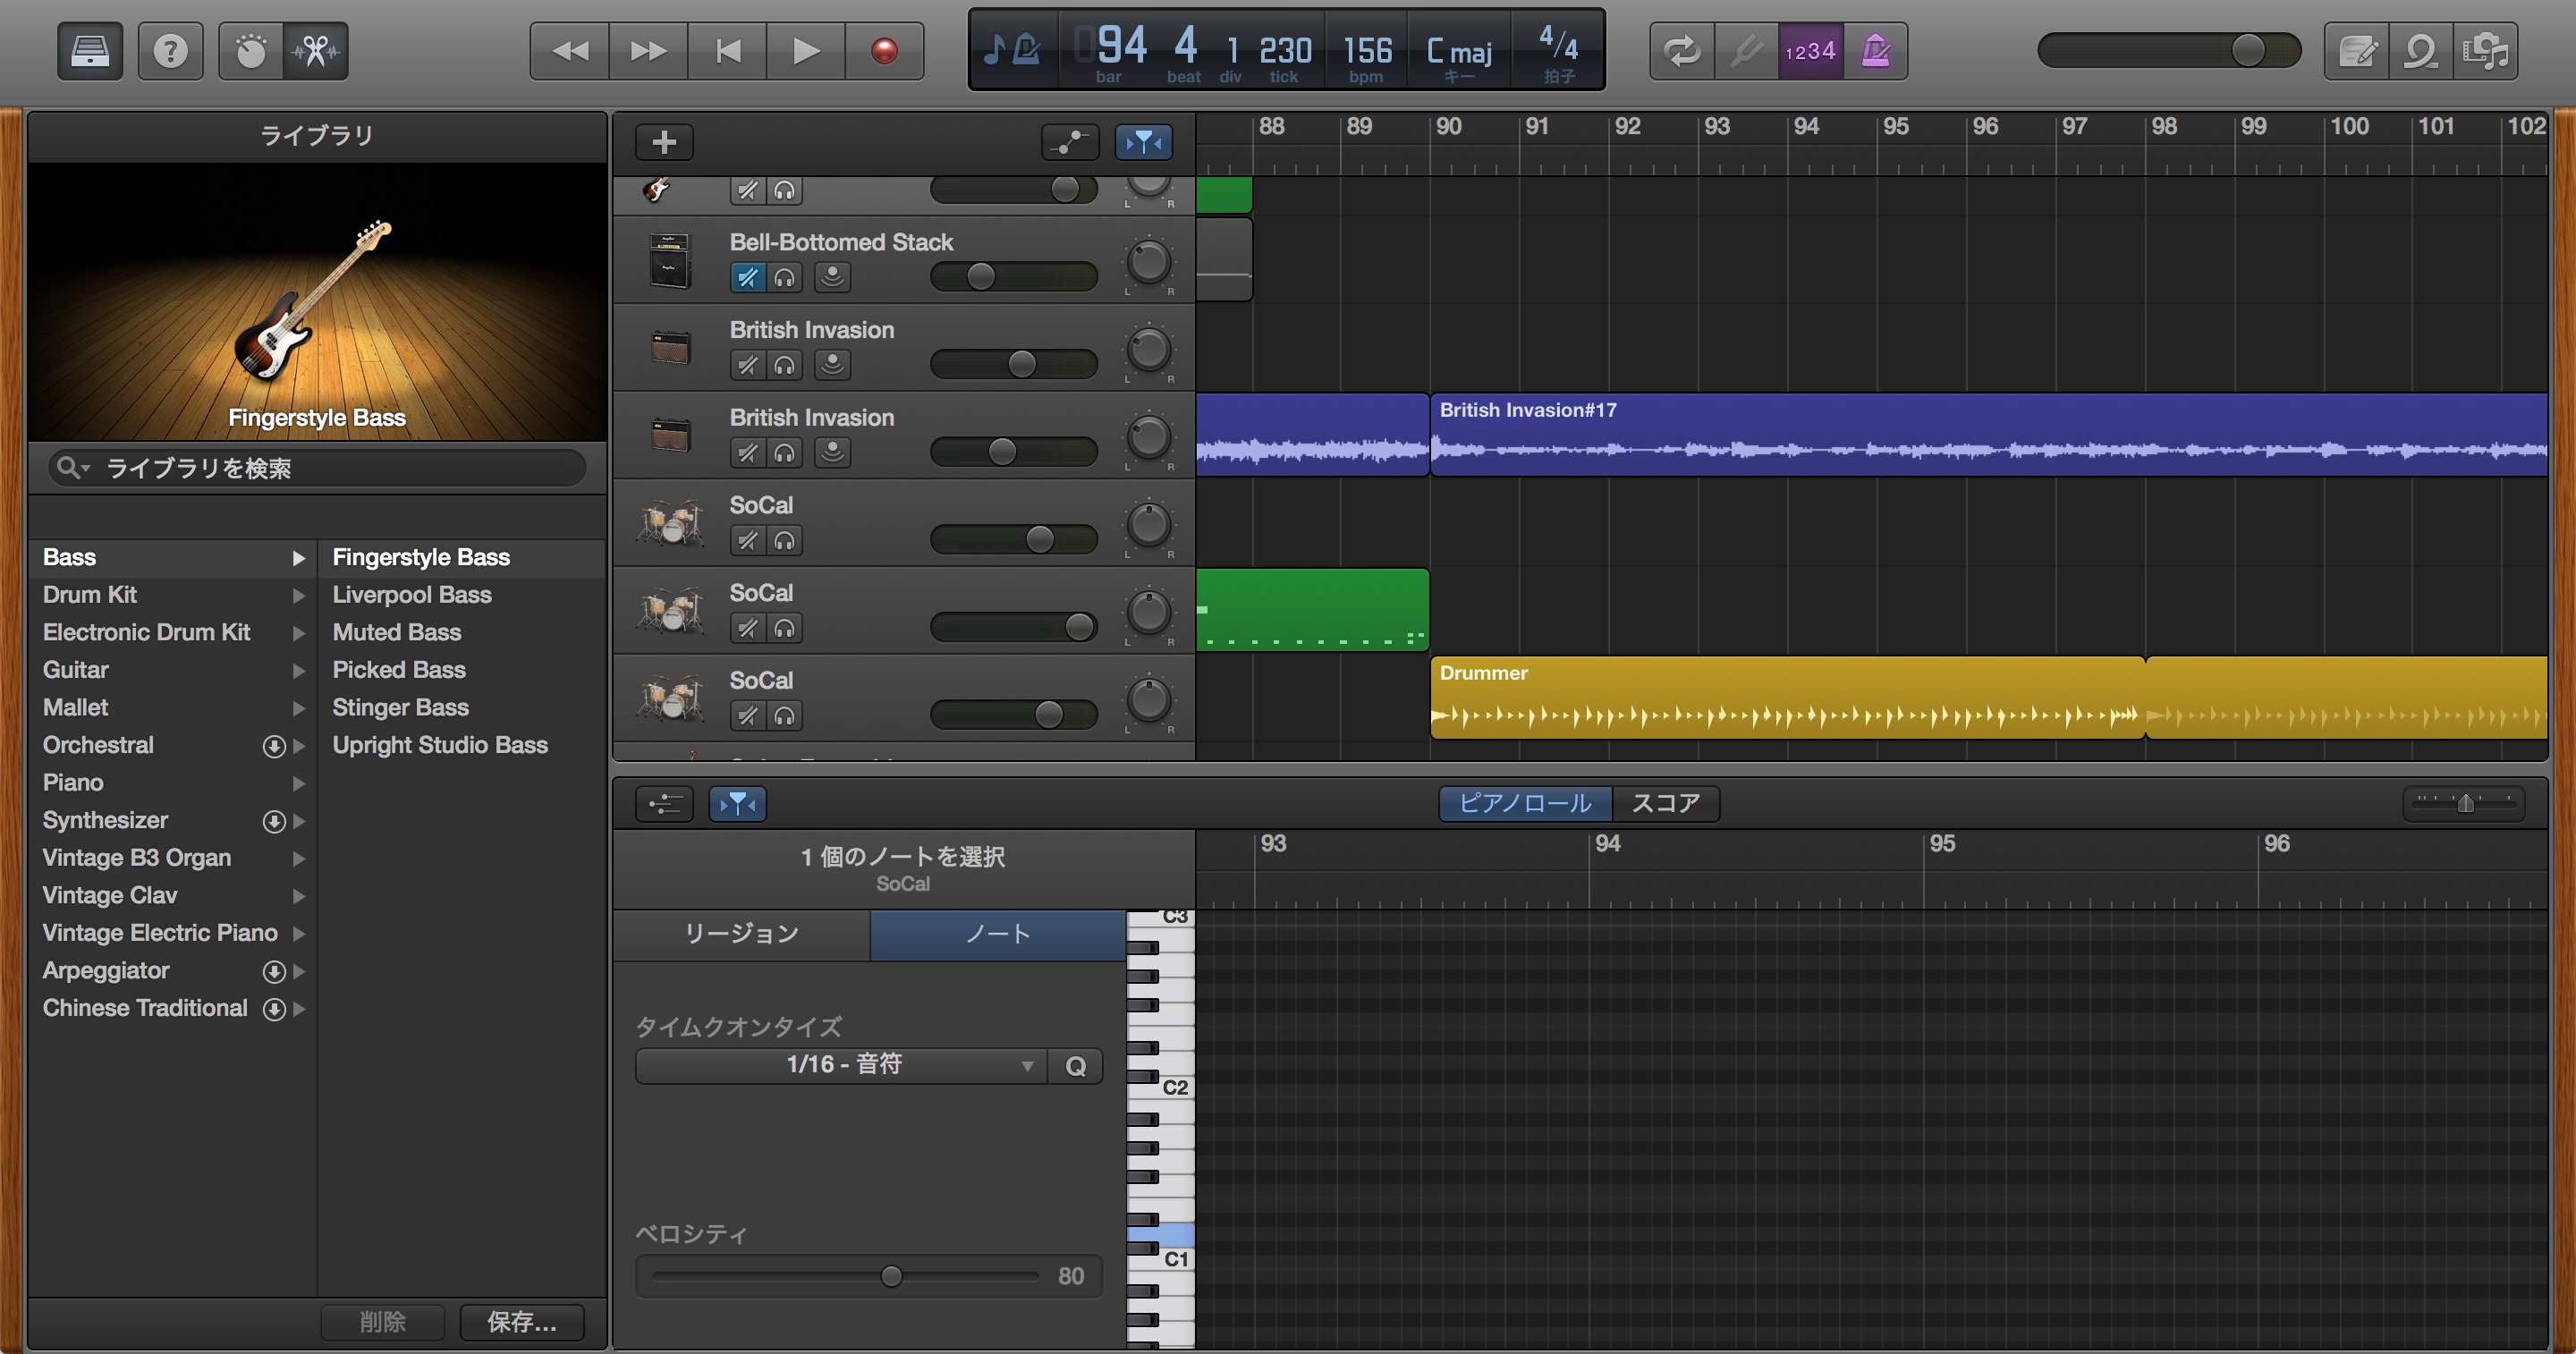 94 4 1 230 156 C maj 4/4
bar beat div tick bpm キー 拍子
1234
ライブラリ
Fingerstyle Bass
ライブラリを検索
Bass
Drum Kit
Electronic Drum Kit
Guitar
Mallet
Orchestral
Piano
Synthesizer
Vintage B3 Organ
Vintage Clav
Vintage Electric Piano
Arpeggiator
Chinese Traditional
Fingerstyle Bass
Liverpool Bass
Muted Bass
Picked Bass
Stinger Bass
Upright Studio Bass
削除
保存...
88 89 90 91 92 93 94 95 96 97 98 99 100 101 102
L R
Bell-Bottomed Stack
L R
British Invasion
L R
British Invasion
L R
British Invasion#17
SoCal
L R
SoCal
L R
SoCal
L R
Drummer
ピアノロール
スコア
1 個のノートを選択
SoCal
93 94 95 96
リージョン
ノート
タイムクオンタイズ
1/16 - 音符
Q
ベロシティ
80
C3
C2
C1